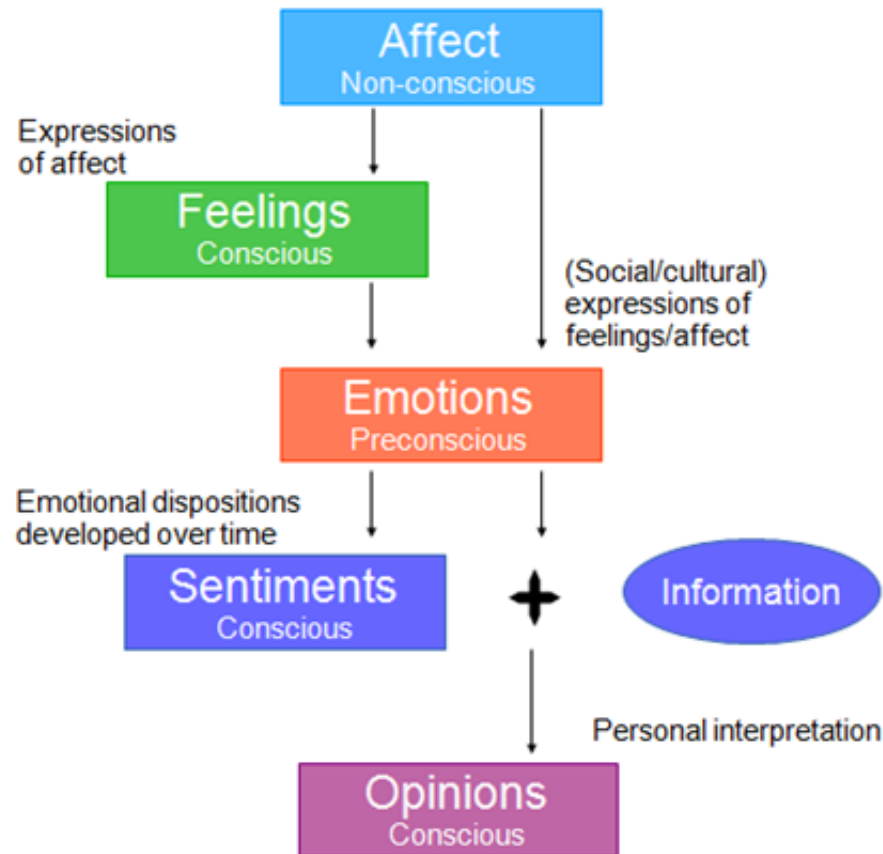 Affect
Non-conscious
Expressions
of affect
Feelings
Conscious
(Social/cultural)
expressions of
feelings/affect
Emotions
Preconscious
Emotional dispositions
developed over time
Sentiments
Conscious
Information
Personal interpretation
Opinions
Conscious